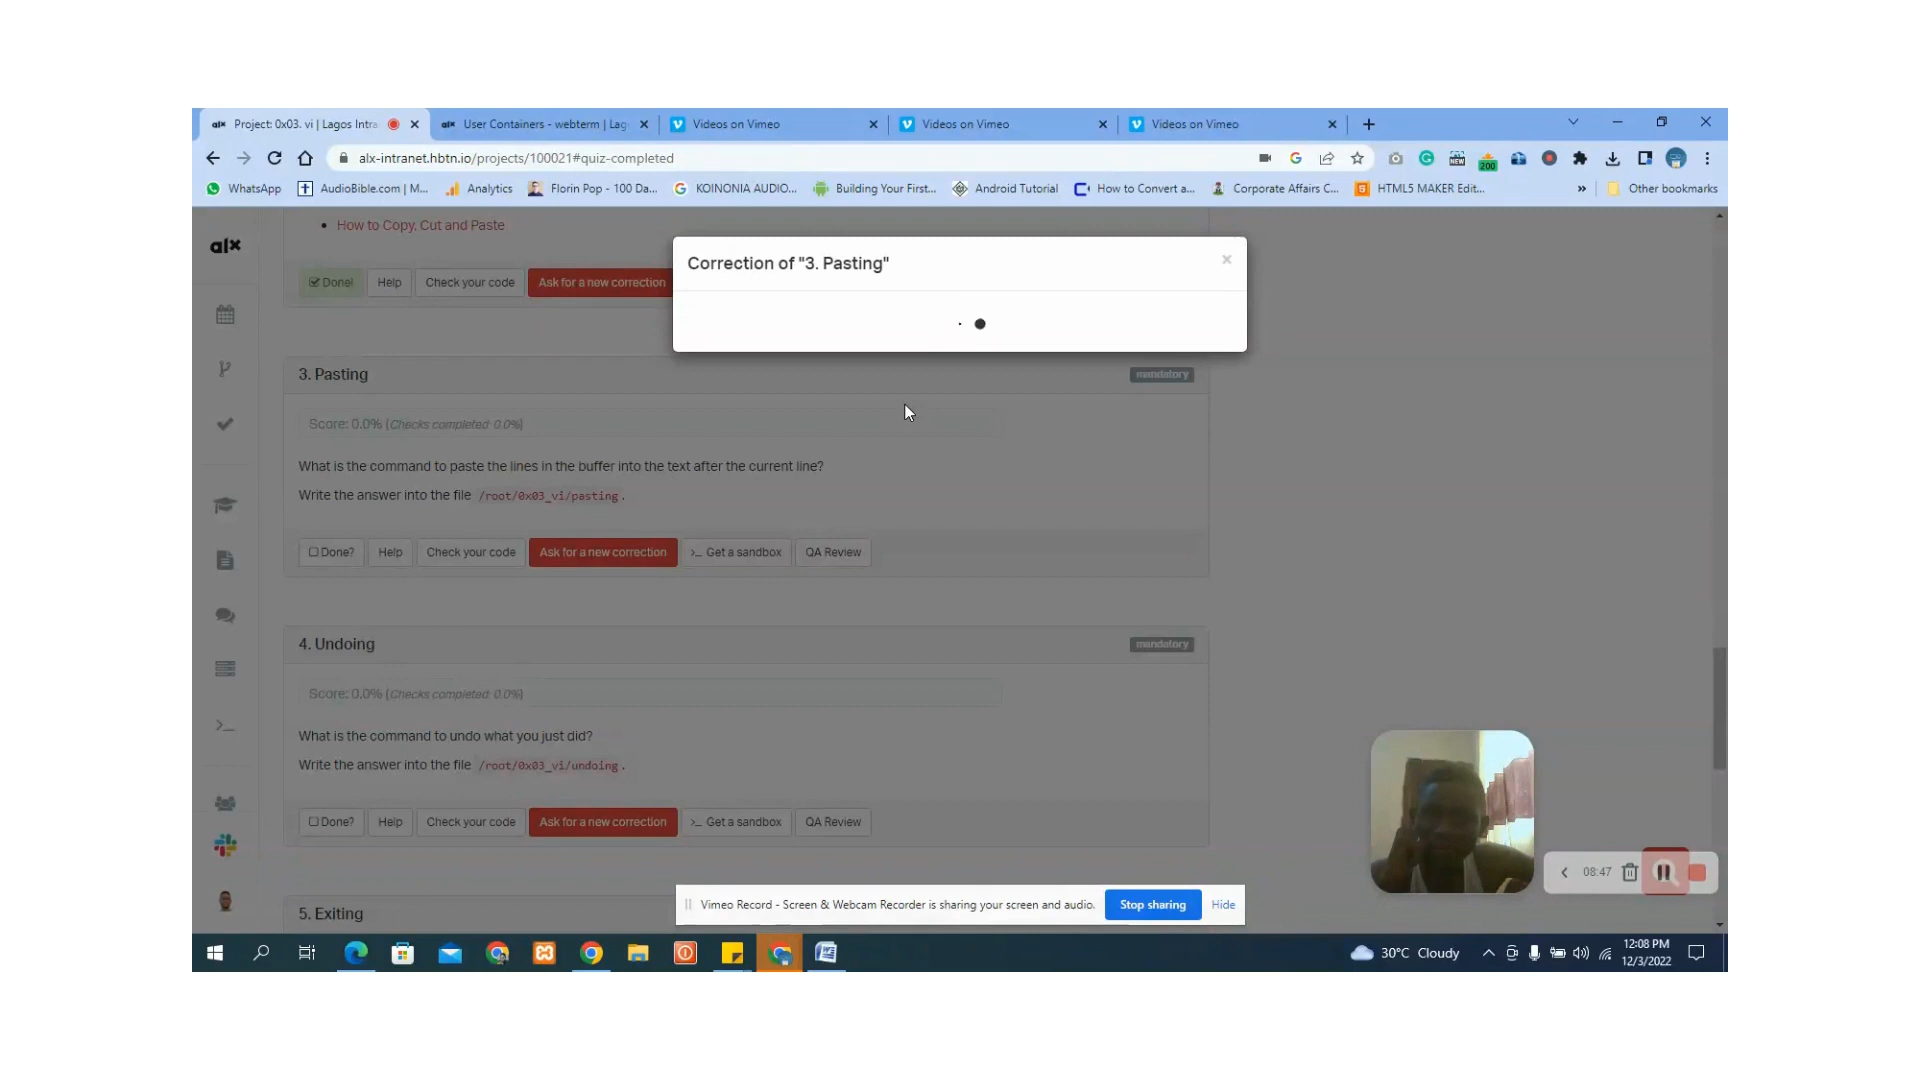 alx Project: 0x03. vi | Lagos Intra
alx User Containers - webterm | Lag
Videos on Vimeo
Videos on Vimeo
Videos on Vimeo
alx-intranet.hbtn.io/projects/100021#quiz-completed
NEW
200
WhatsApp
AudioBible.com | M...
Analytics
Florin Pop - 100 Da...
KOINONIA AUDIO...
Building Your First...
Android Tutorial
How to Convert a...
Corporate Affairs C...
HTML5 MAKER Edit...
»
Other bookmarks
alx
• How to Copy, Cut and Paste
Done! Help Check your code Ask for a new correction
Correction of "3. Pasting"
×
3. Pasting
mandatory
Score: 0.0% (Checks completed: 0.0%)
What is the command to paste the lines in the buffer into the text after the current line?
Write the answer into the file /root/0x03_vi/pasting.
Done? Help Check your code Ask for a new correction >_ Get a sandbox QA Review
4. Undoing
mandatory
Score: 0.0% (Checks completed: 0.0%)
What is the command to undo what you just did?
Write the answer into the file /root/0x03_vi/undoing.
Done? Help Check your code Ask for a new correction >_ Get a sandbox QA Review
08:47
Vimeo Record - Screen & Webcam Recorder is sharing your screen and audio. Stop sharing Hide
5. Exiting
30°C Cloudy
12:08 PM
12/3/2022